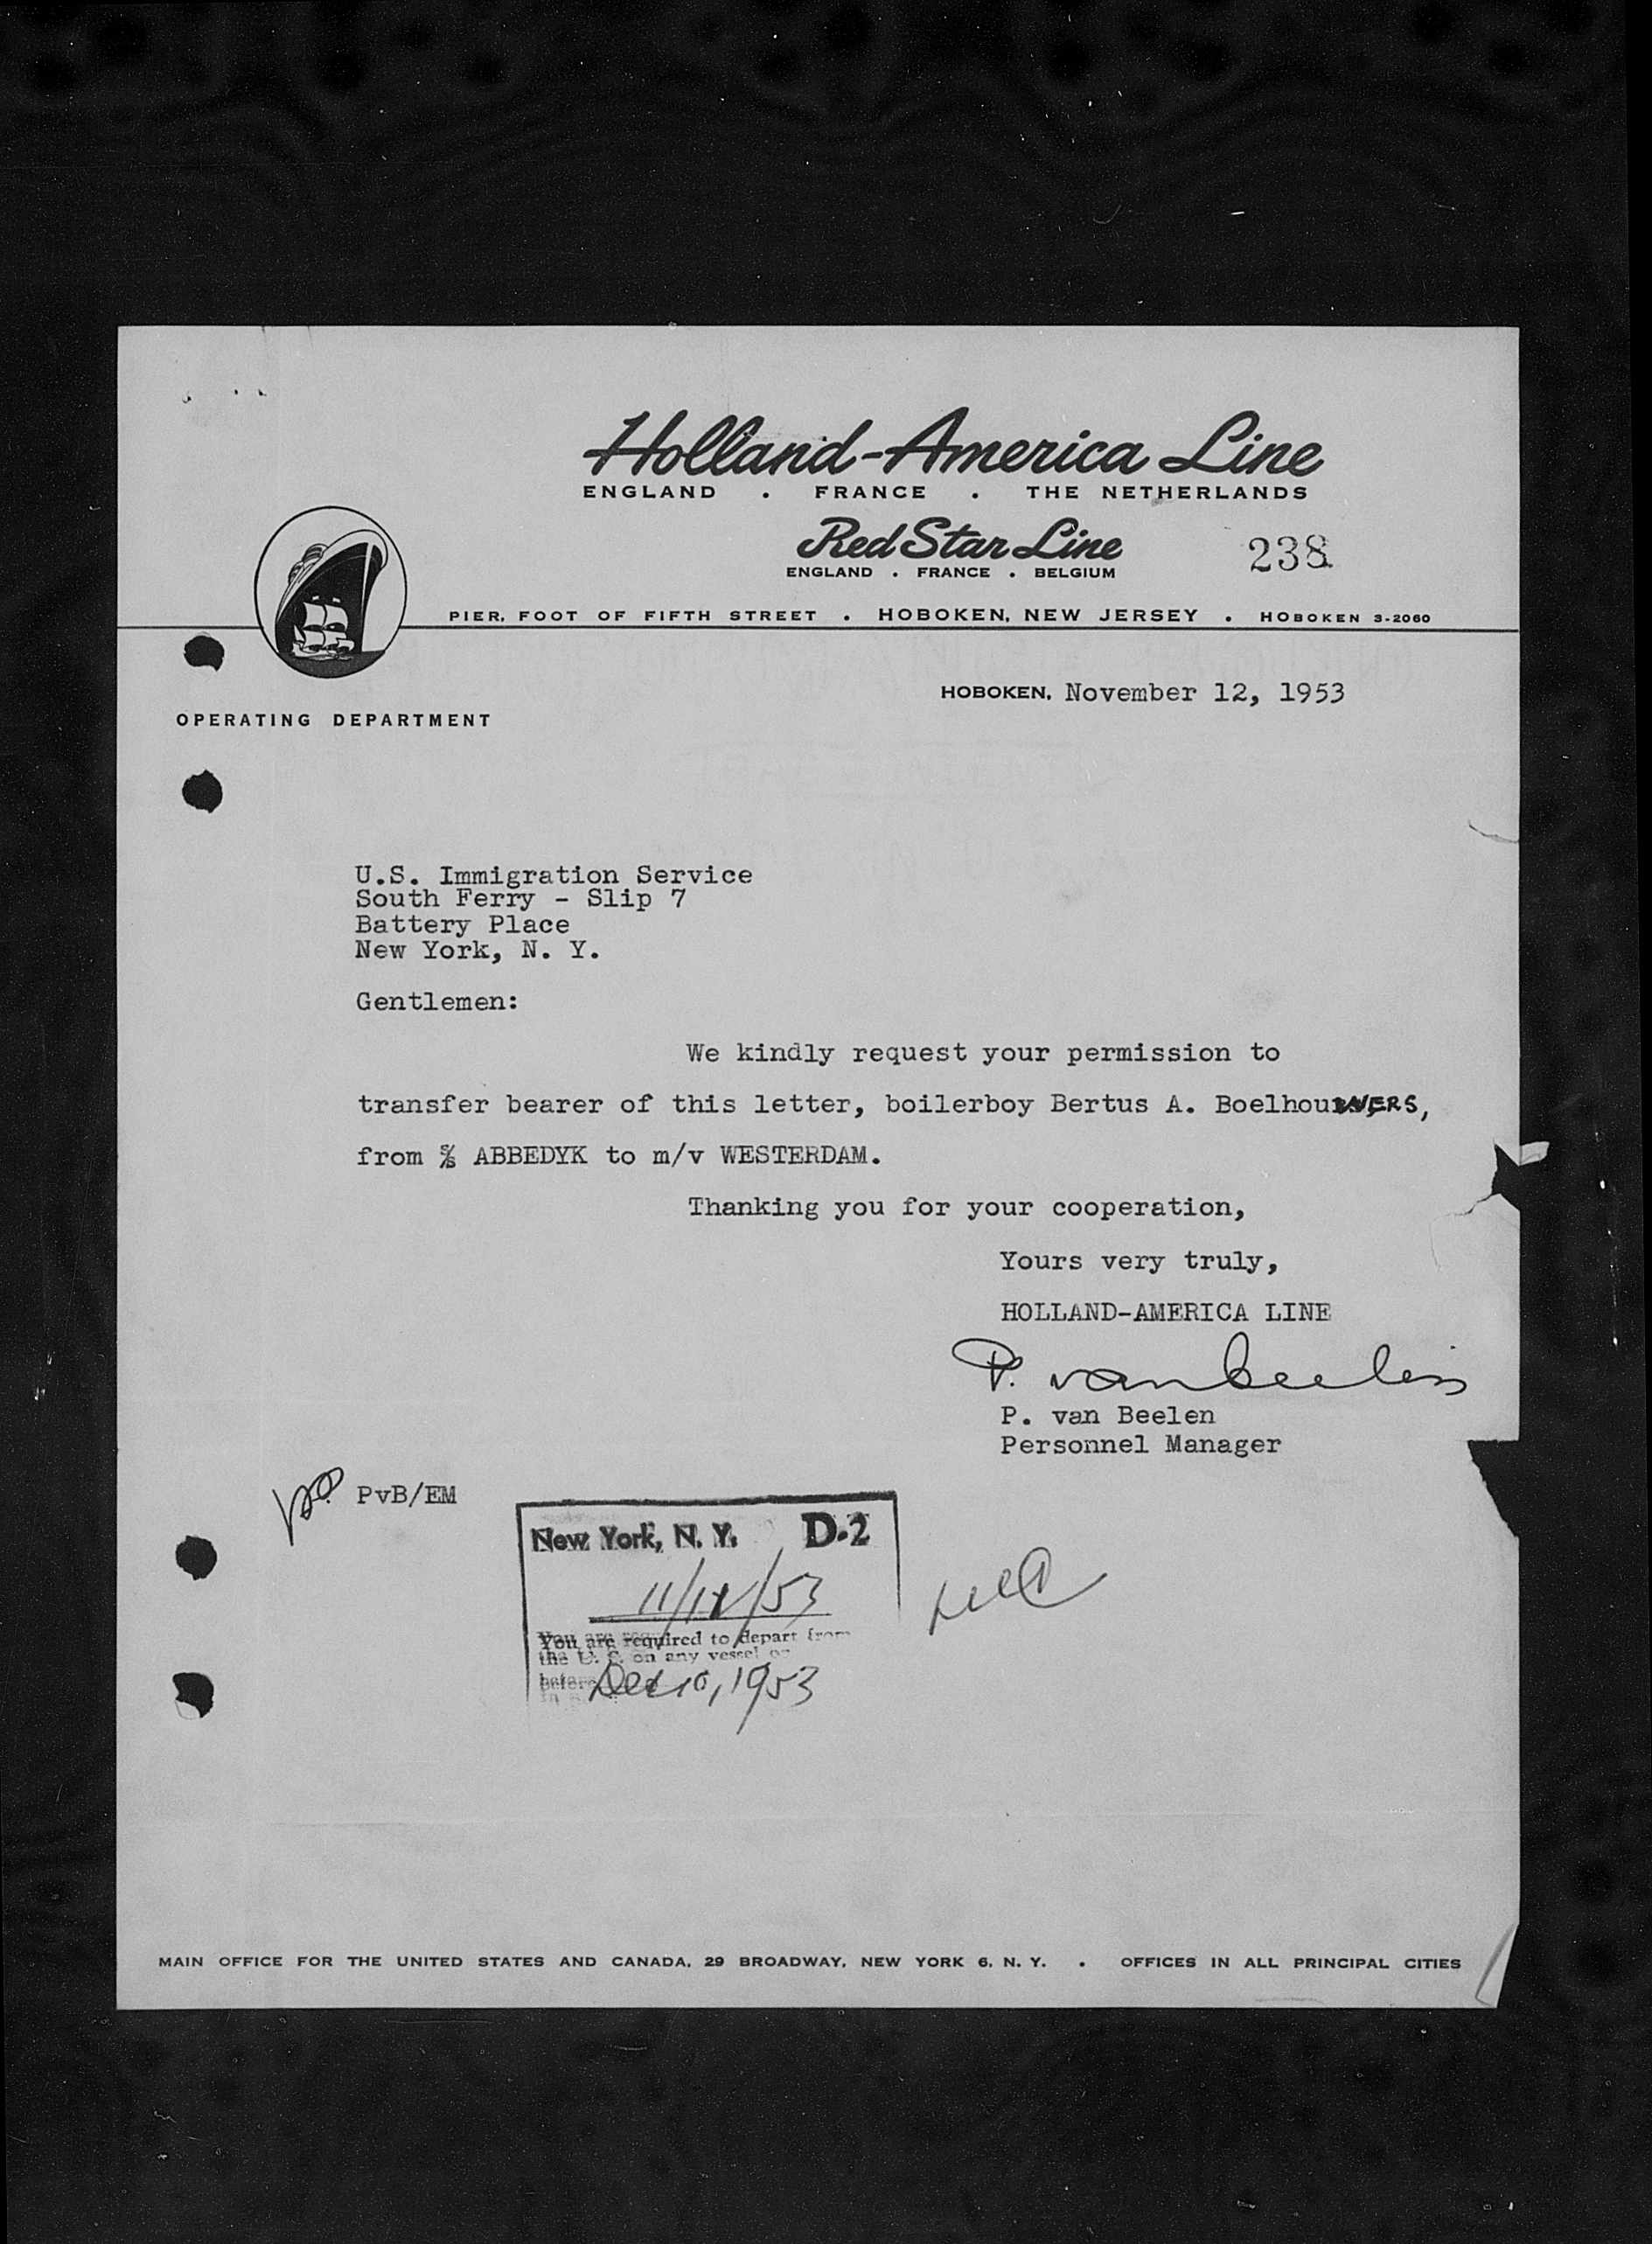 Holland-America Line
ENGLAND . FRANCE . THE NETHERLANDS
Red Star Line
ENGLAND . FRANCE . BELGIUM
238
PIER, FOOT OF FIFTH STREET . HOBOKEN, NEW JERSEY . HOBOKEN 3-2060
HOBOKEN, November 12, 1953
OPERATING DEPARTMENT
U.S. Immigration Service
South Ferry - Slip 7
Battery Place
New York, N. Y.
Gentlemen:
We kindly request your permission to
transfer bearer of this letter, boilerboy Bertus A. BoelhouWERS,
from s/s ABBEDYK to m/v WESTERDAM.
Thanking you for your cooperation,
Yours very truly,
HOLLAND-AMERICA LINE
P. van Beelen
P. van Beelen
Personnel Manager
PvB/EM
New York, N. Y. D-2
11/12/53
You are required to depart from
the U. S. on any vessel or
before Dec 10, 1953
MAIN OFFICE FOR THE UNITED STATES AND CANADA, 29 BROADWAY, NEW YORK 6, N. Y. . OFFICES IN ALL PRINCIPAL CITIES